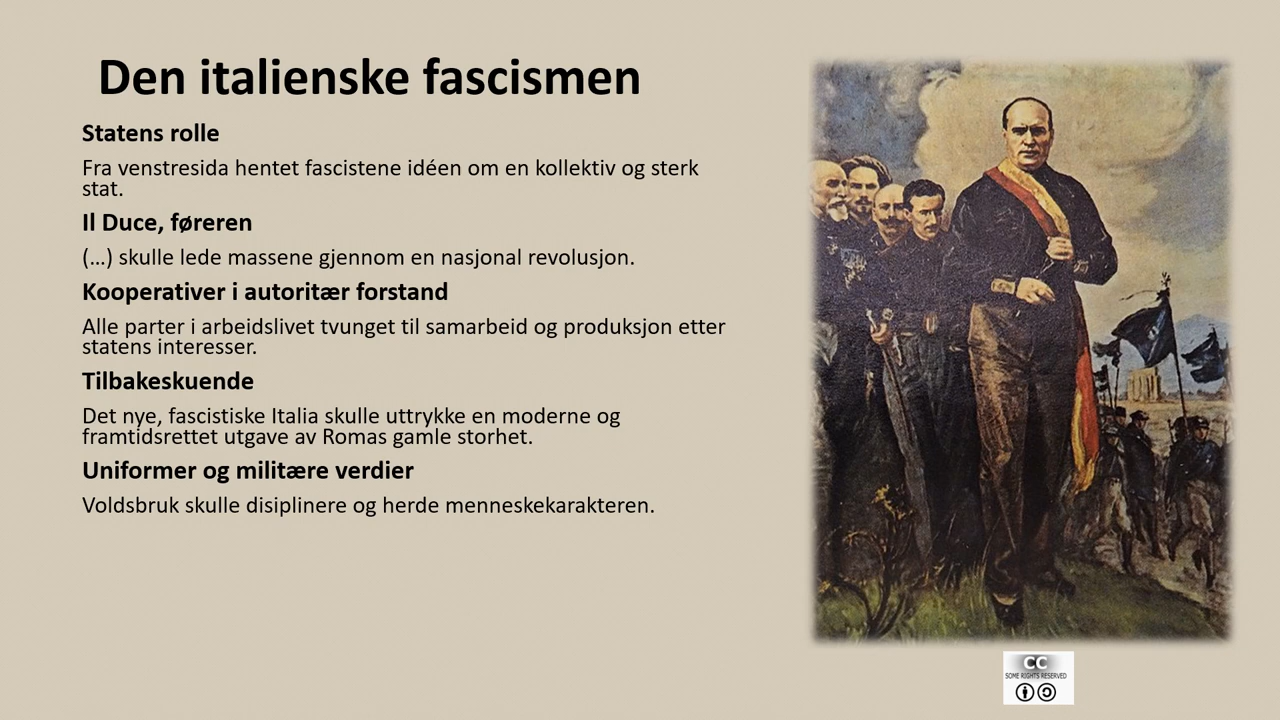 Den italienske fascismen
Statens rolle
Fra venstresida hentet fascistene idéen om en kollektiv og sterk
stat.
Il Duce, føreren
(…) skulle lede massene gjennom en nasjonal revolusjon.
Kooperativer i autoritær forstand
Alle parter i arbeidslivet tvunget til samarbeid og produksjon etter
statens interesser.
Tilbakeskuende
Det nye, fascistiske Italia skulle uttrykke en moderne og
framtidsrettet utgave av Romas gamle storhet.
Uniformer og militære verdier
Voldsbruk skulle disiplinere og herde menneskekarakteren.
CC
SOME RIGHTS RESERVED